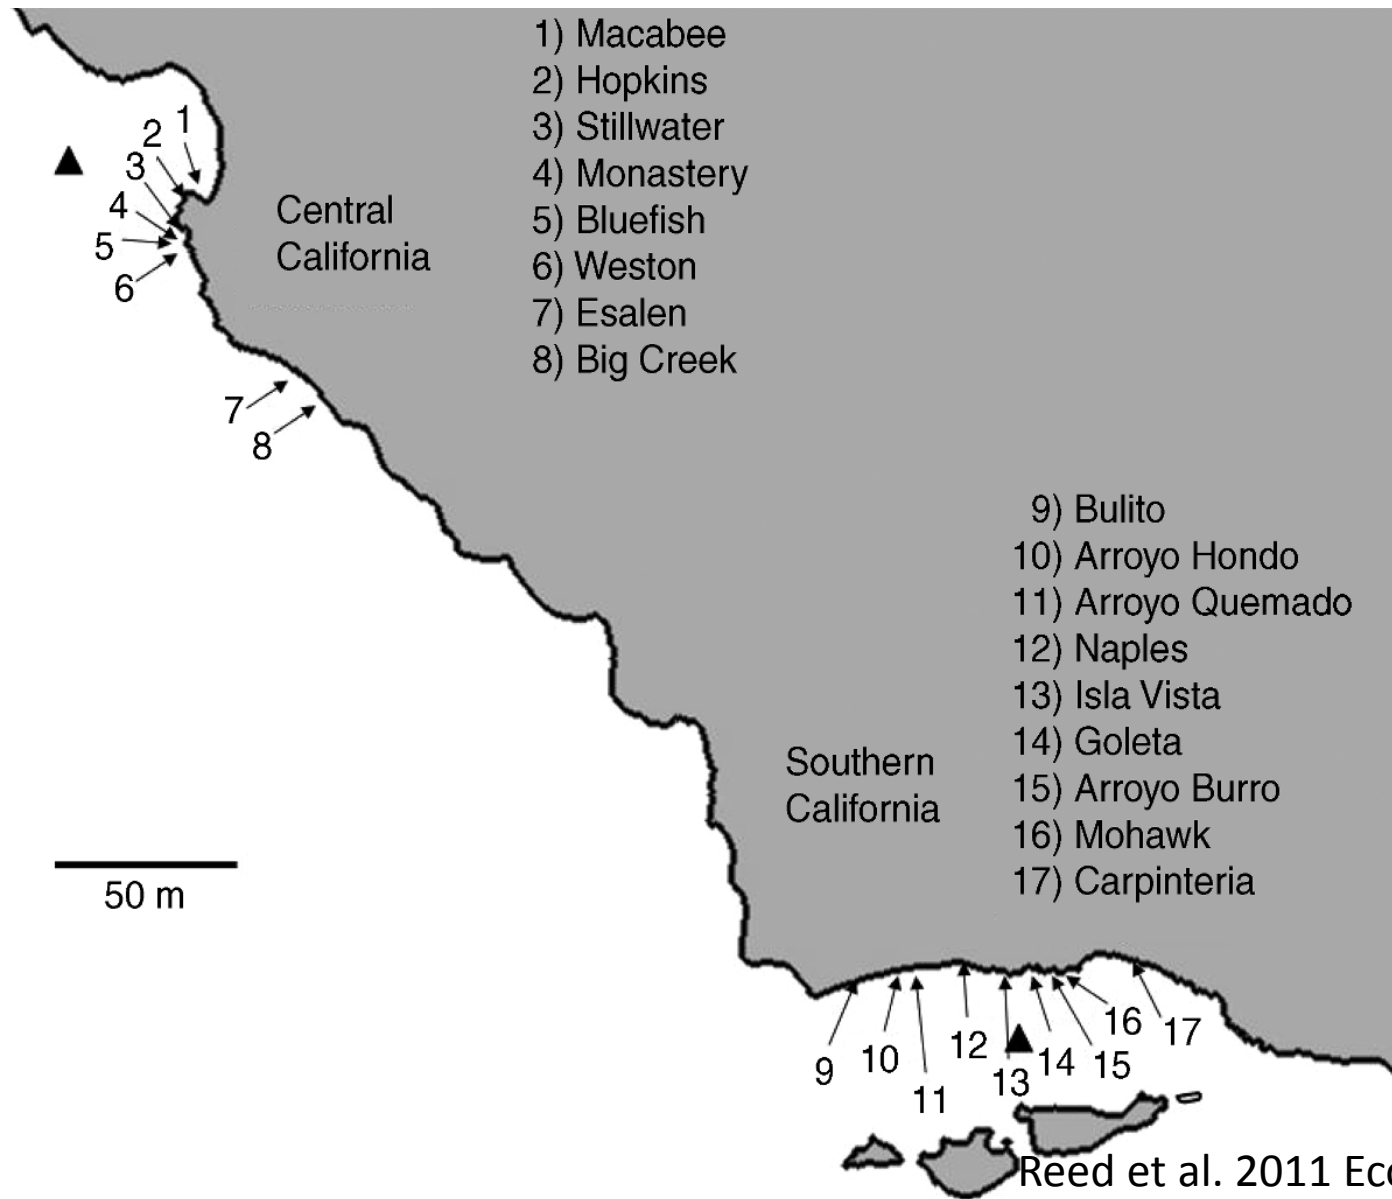 1) Macabee
2) Hopkins
3) Stillwater
4) Monastery
5) Bluefish
6) Weston
7) Esalen
8) Big Creek
1
2
3
4
5
6
Central
California
7
8
9) Bulito
10) Arroyo Hondo
11) Arroyo Quemado
12) Naples
13) Isla Vista
14) Goleta
15) Arroyo Burro
16) Mohawk
17) Carpinteria
Southern
California
50 m
9
10
11
12
13
14
15
16
17
Reed et al. 2011 Eco